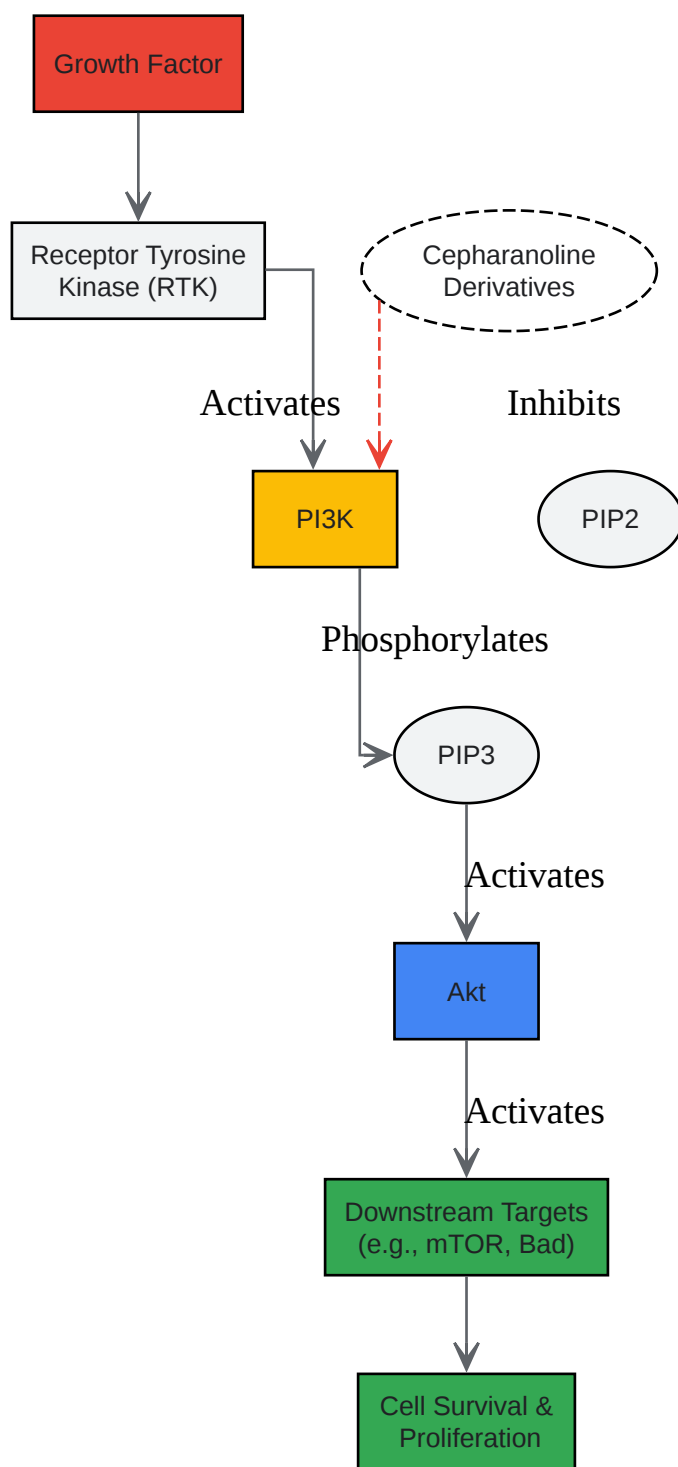 Growth Factor
Receptor Tyrosine
Kinase (RTK)
Cepharanoline
Derivatives
Activates
Inhibits
PI3K
PIP2
Phosphorylates
PIP3
Activates
Akt
Activates
Downstream Targets
(e.g., mTOR, Bad)
Cell Survival &
Proliferation